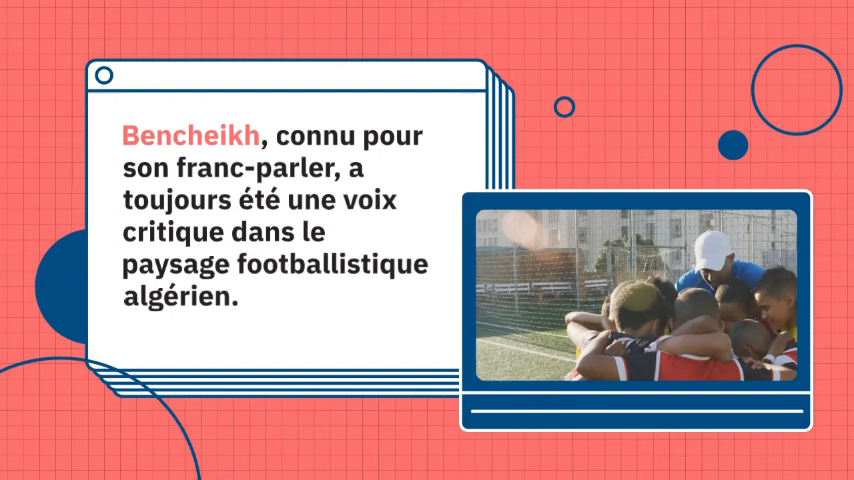 Bencheikh, connu pour
son franc-parler, a
toujours été une voix
critique dans le
paysage footballistique
algérien.